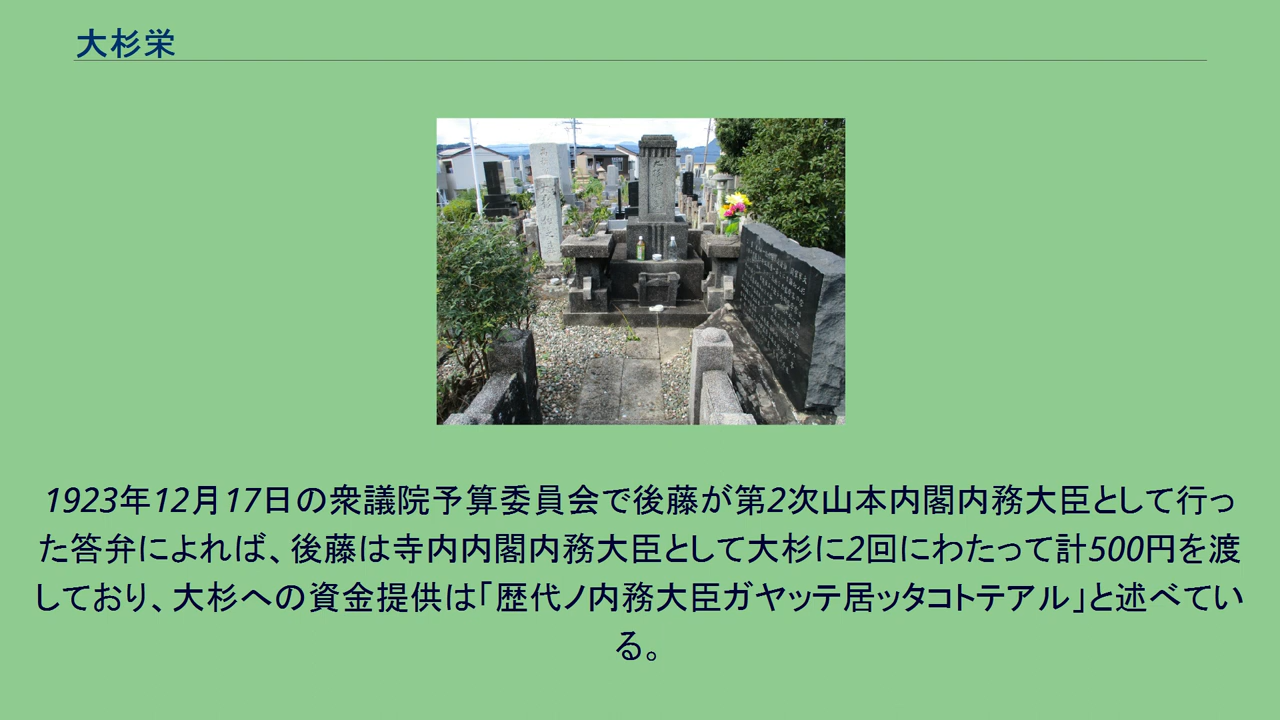 大杉栄
1923年12月17日の衆議院予算委員会で後藤が第2次山本内閣内務大臣として行っ
た答弁によれば、後藤は寺内内閣内務大臣として大杉に2回にわたって計500円を渡
しており、大杉への資金提供は「歴代ノ内務大臣ガヤッテ居ッタコトテアル」と述べてい
る。